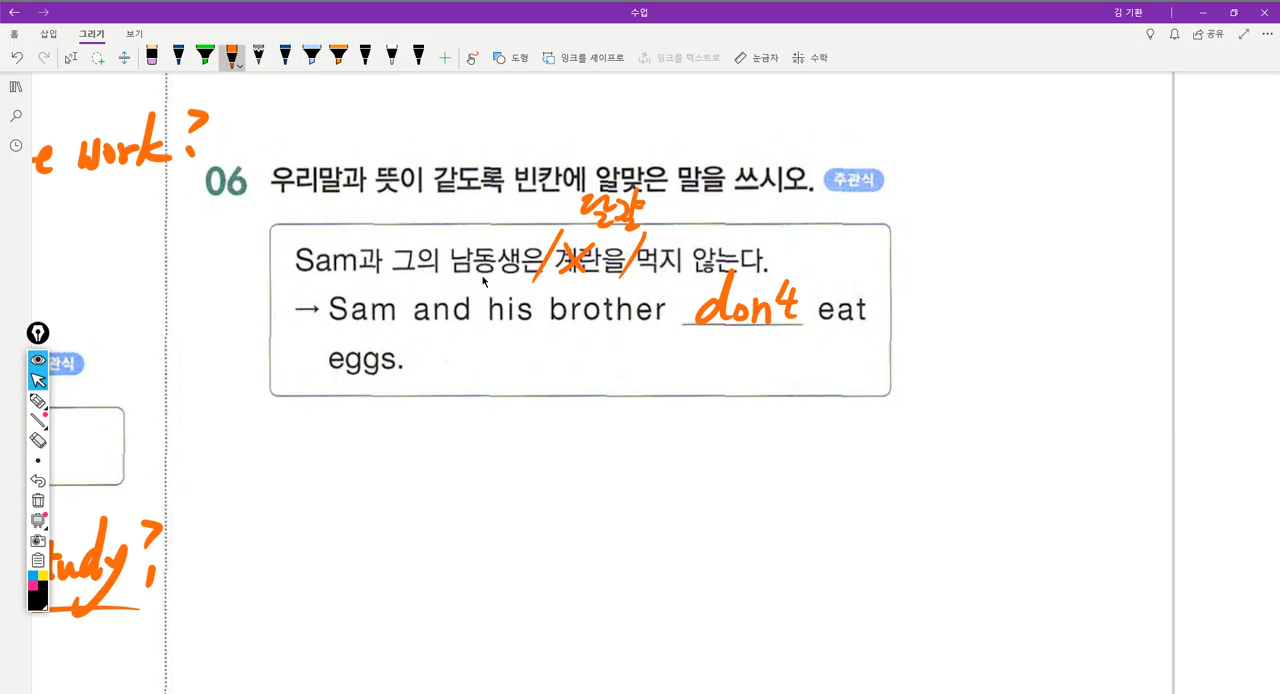 수업
김 기환
홈 삽입 그리기 보기
공유
도형 잉크를 셰이프로 잉크를 텍스트로 눈금자 수학
e work?
06 우리말과 뜻이 같도록 빈칸에 알맞은 말을 쓰시오. 주관식
달걀
Sam과 그의 남동생은 / 계란을 / 먹지 않는다.
→ Sam and his brother don't eat
eggs.
관식
tudy?